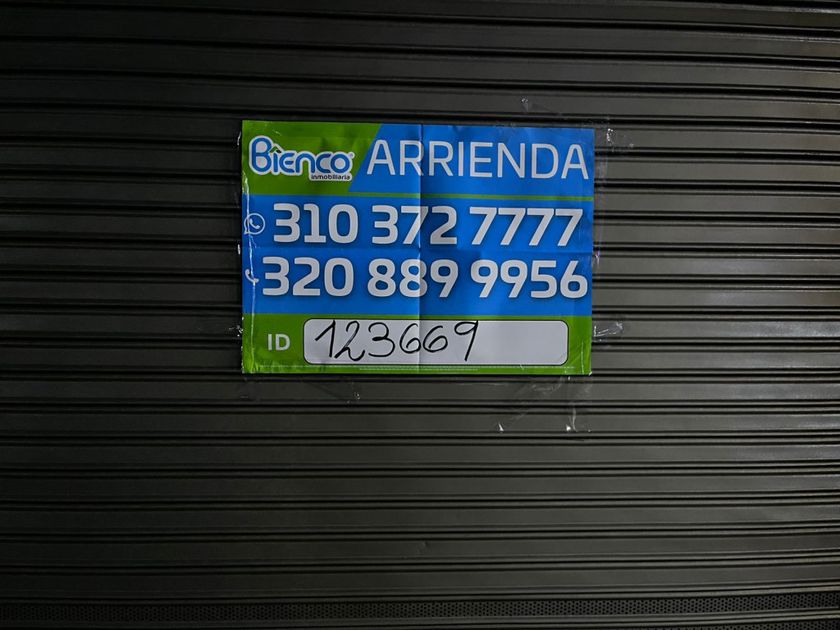 Bienco ARRIENDA
inmobiliaria
310 372 7777
320 889 9956
ID 123669